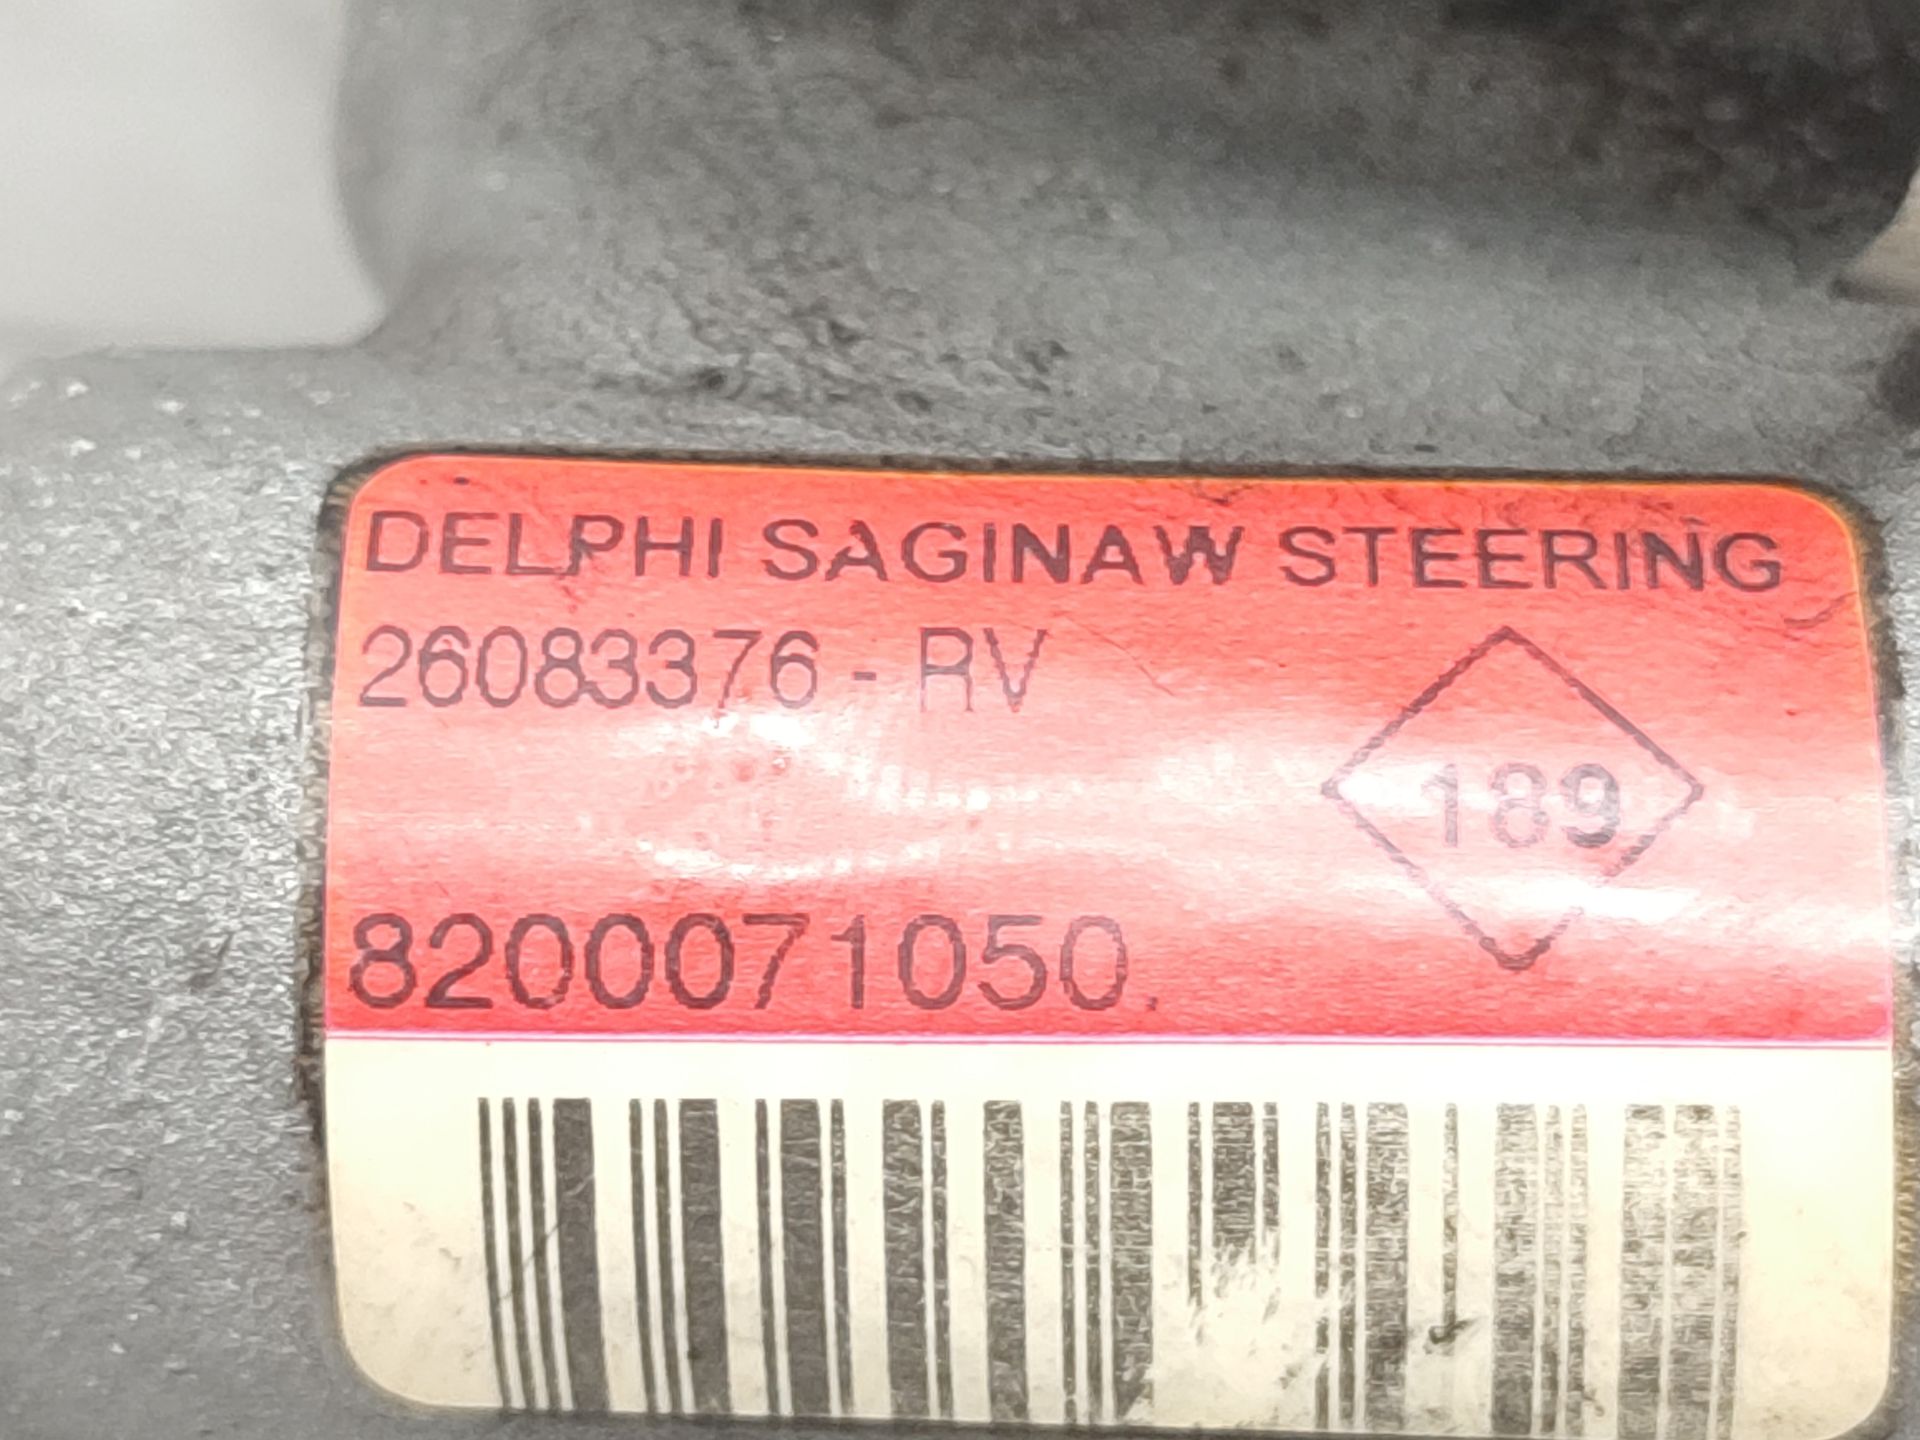 DELPHI SAGINAW STEERING
26083376 - RV
189
8200071050